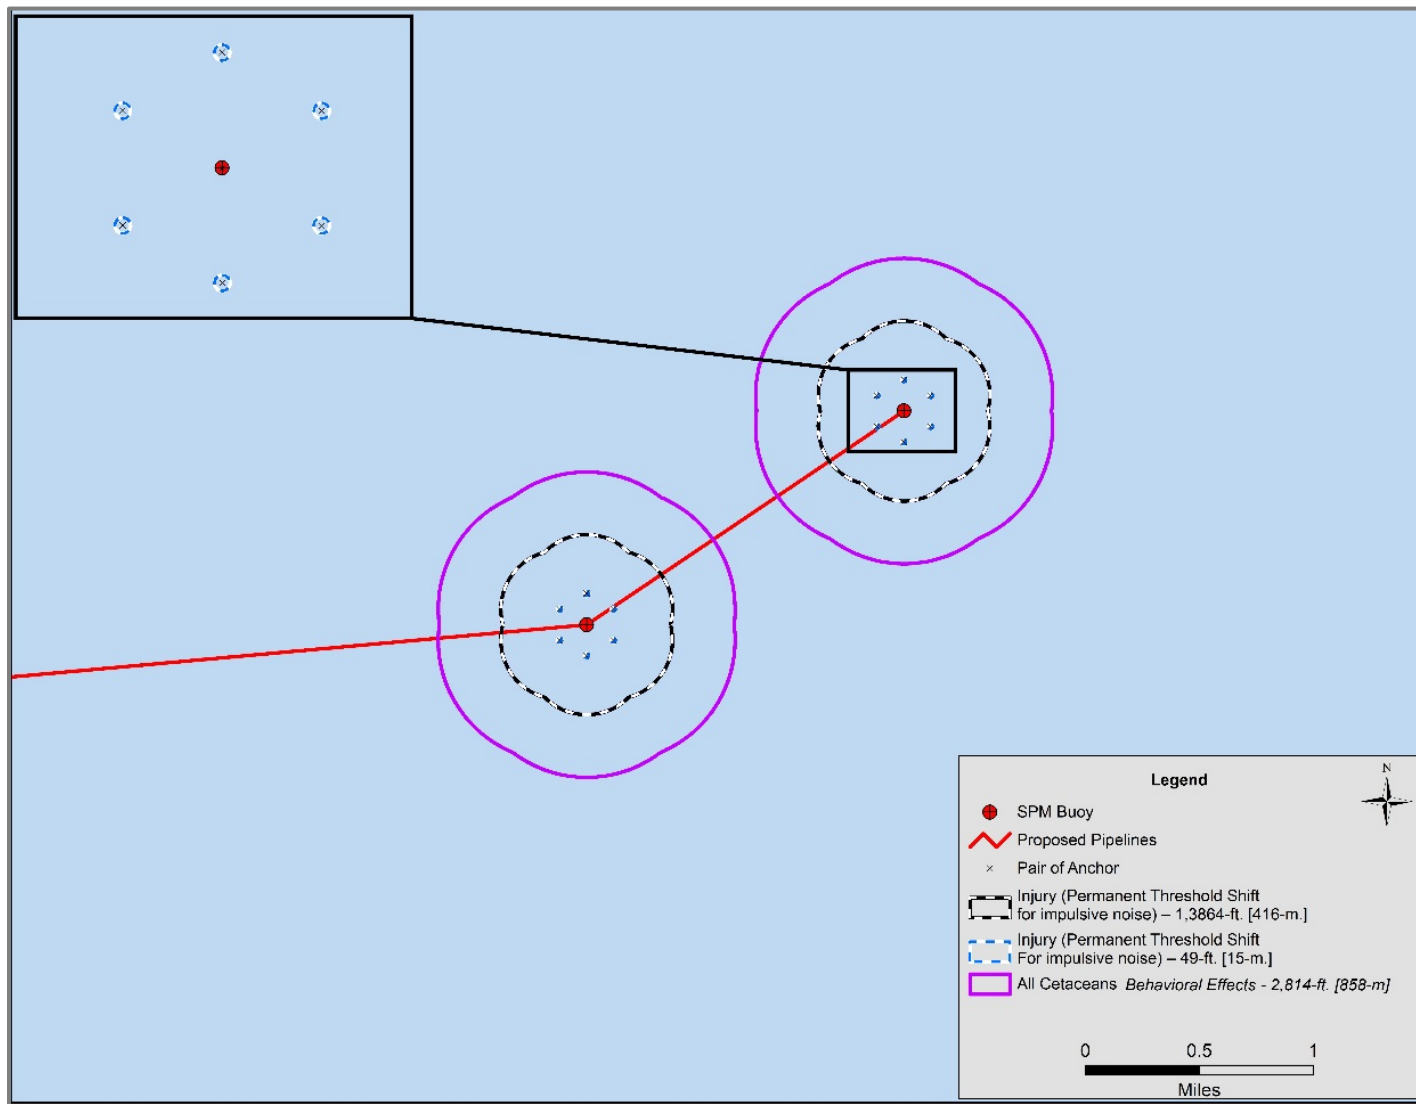 Legend
N
SPM Buoy
Proposed Pipelines
Pair of Anchor
Injury (Permanent Threshold Shift
for impulsive noise) – 1,3864-ft. [416-m.]
Injury (Permanent Threshold Shift
For impulsive noise) – 49-ft. [15-m.]
All Cetaceans Behavioral Effects - 2,814-ft. [858-m]
0 0.5 1
Miles